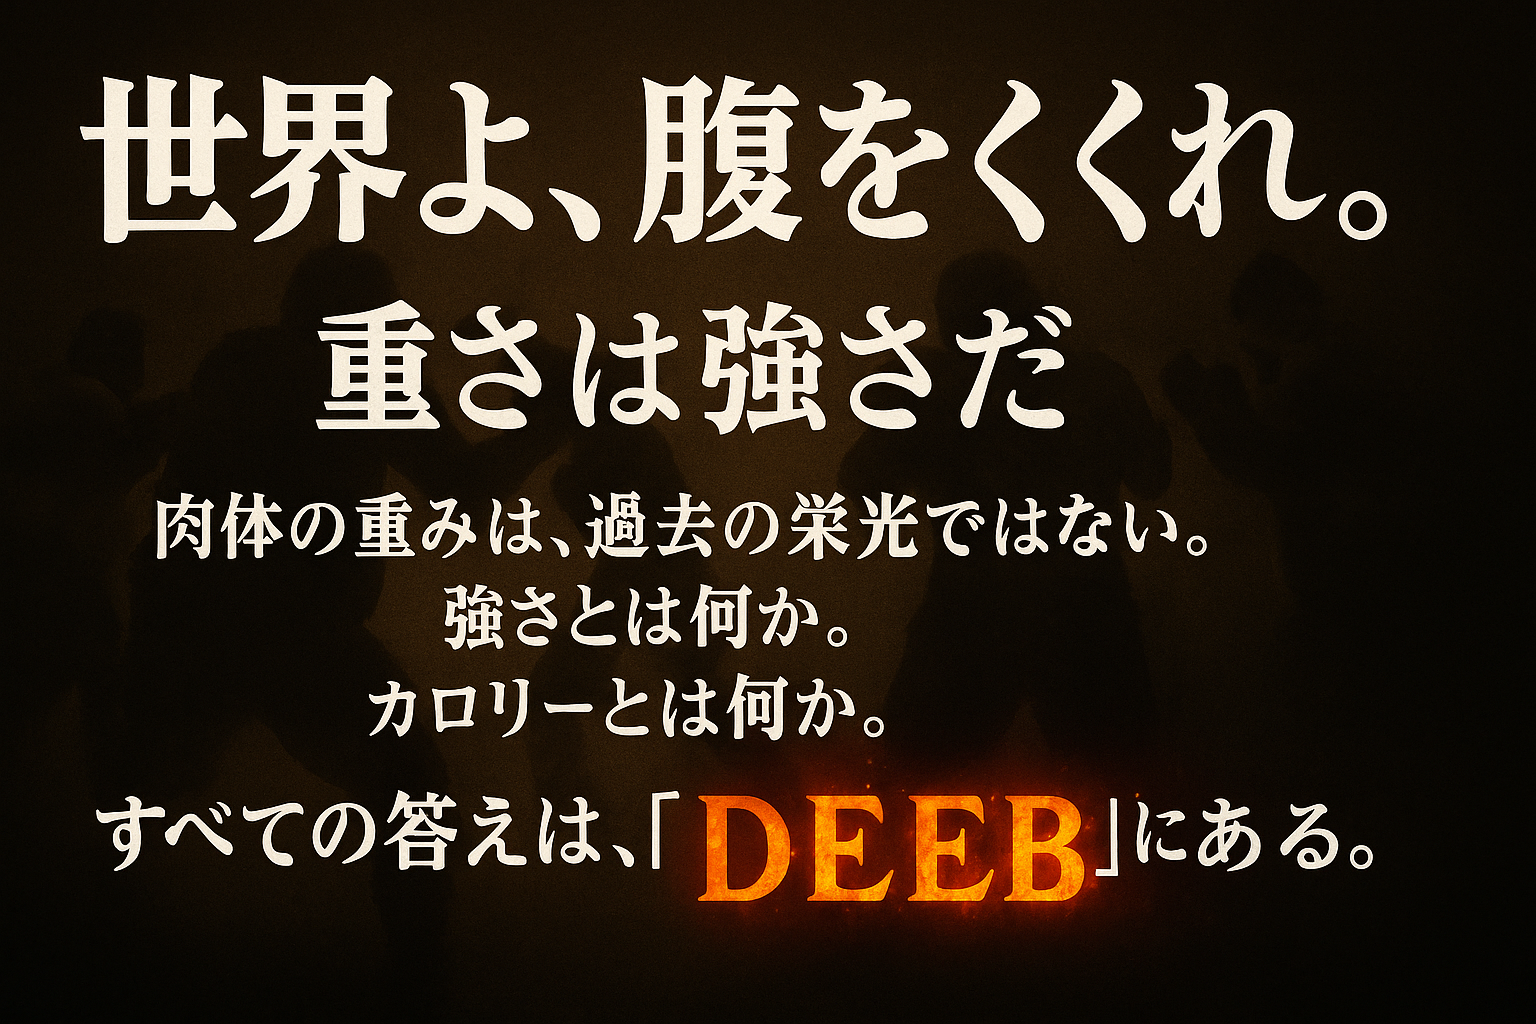 世界よ、腹をくくれ。
重さは強さだ
肉体の重みは、過去の栄光ではない。
強さとは何か。
カロリーとは何か。
すべての答えは、「DEEB」にある。